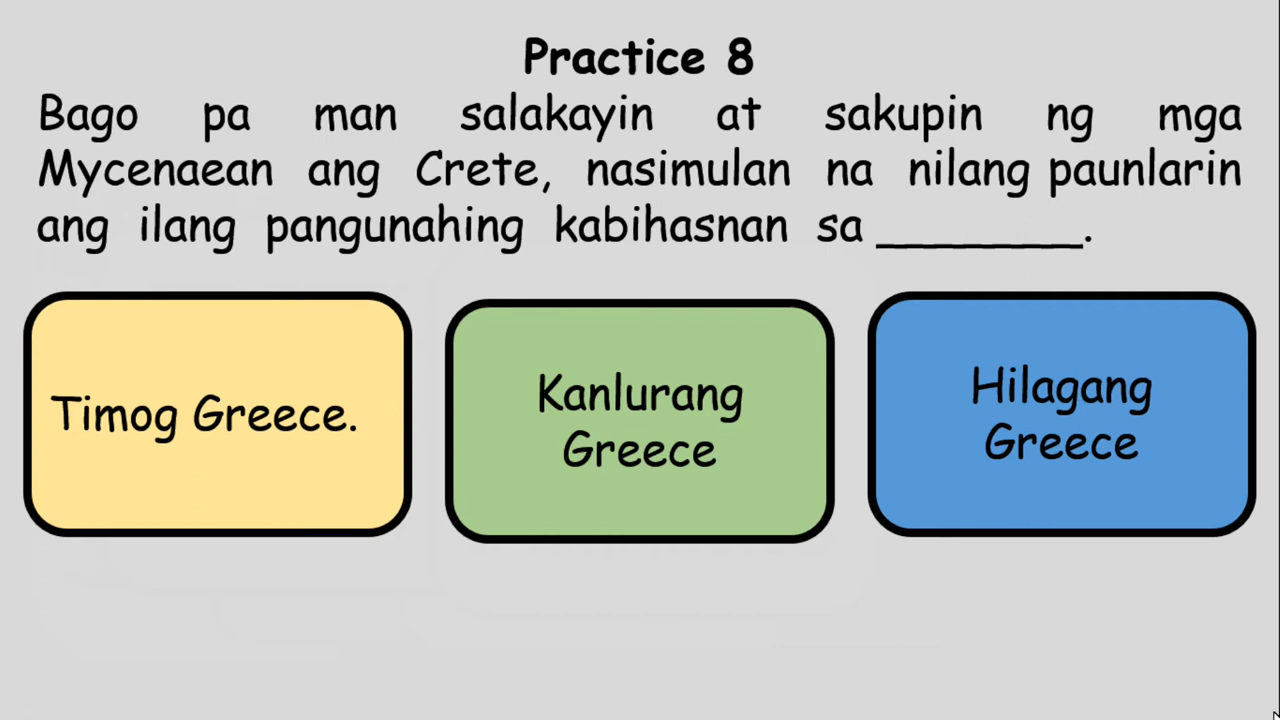 Practice 8
Bago pa man salakayin at sakupin ng mga
Mycenaean ang Crete, nasimulan na nilang paunlarin
ang ilang pangunahing kabihasnan sa _______.
Timog Greece.
Kanlurang
Greece
Hilagang
Greece